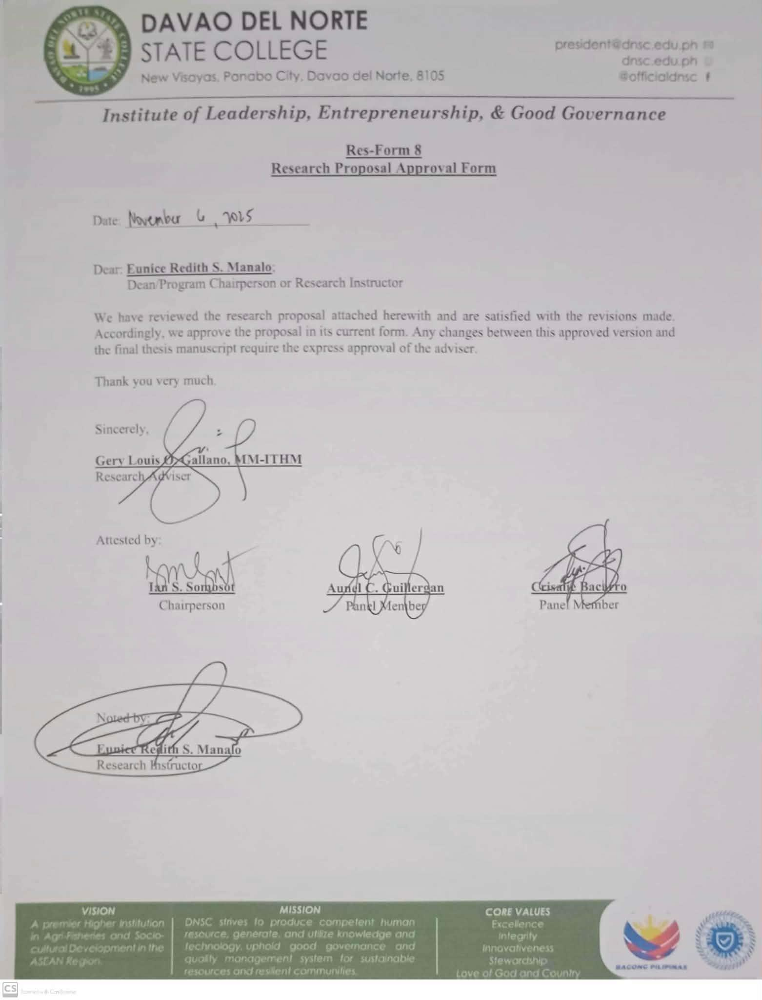 DAVAO DEL NORTE STATE COLLEGE
1995
DAVAO DEL NORTE
STATE COLLEGE
New Visayas, Panabo City, Davao del Norte, 8105
president@dnsc.edu.ph
dnsc.edu.ph
@officialdnsc f
Institute of Leadership, Entrepreneurship, & Good Governance
Res-Form 8
Research Proposal Approval Form
Date: November 6, 2025
Dear: Eunice Redith S. Manalo;
Dean/Program Chairperson or Research Instructor
We have reviewed the research proposal attached herewith and are satisfied with the revisions made.
Accordingly, we approve the proposal in its current form. Any changes between this approved version and
the final thesis manuscript require the express approval of the adviser.
Thank you very much.
Sincerely,
Gery Louis O. Gallano, MM-ITHM
Research Adviser
Attested by:
Ian S. Sombsot
Chairperson
Aunel C. Guillergan
Panel Member
Crisalie
Panel Member
Noted by:
Eunice Redith S. Manalo
Research Instructor
VISION
A premier Higher Institution
in Agri-Fisheries and Socio-
cultural Development in the
ASEAN Region.
MISSION
DNSC strives to produce competent human
resource, generate, and utilize knowledge and
technology, uphold good governance and
quality management system for sustainable
resources and resilient communities.
CORE VALUES
Excellence
Integrity
Innovativeness
Stewardship
Love of God and Country
BAGONG PILIPINAS
CS Scanned with CamScanner